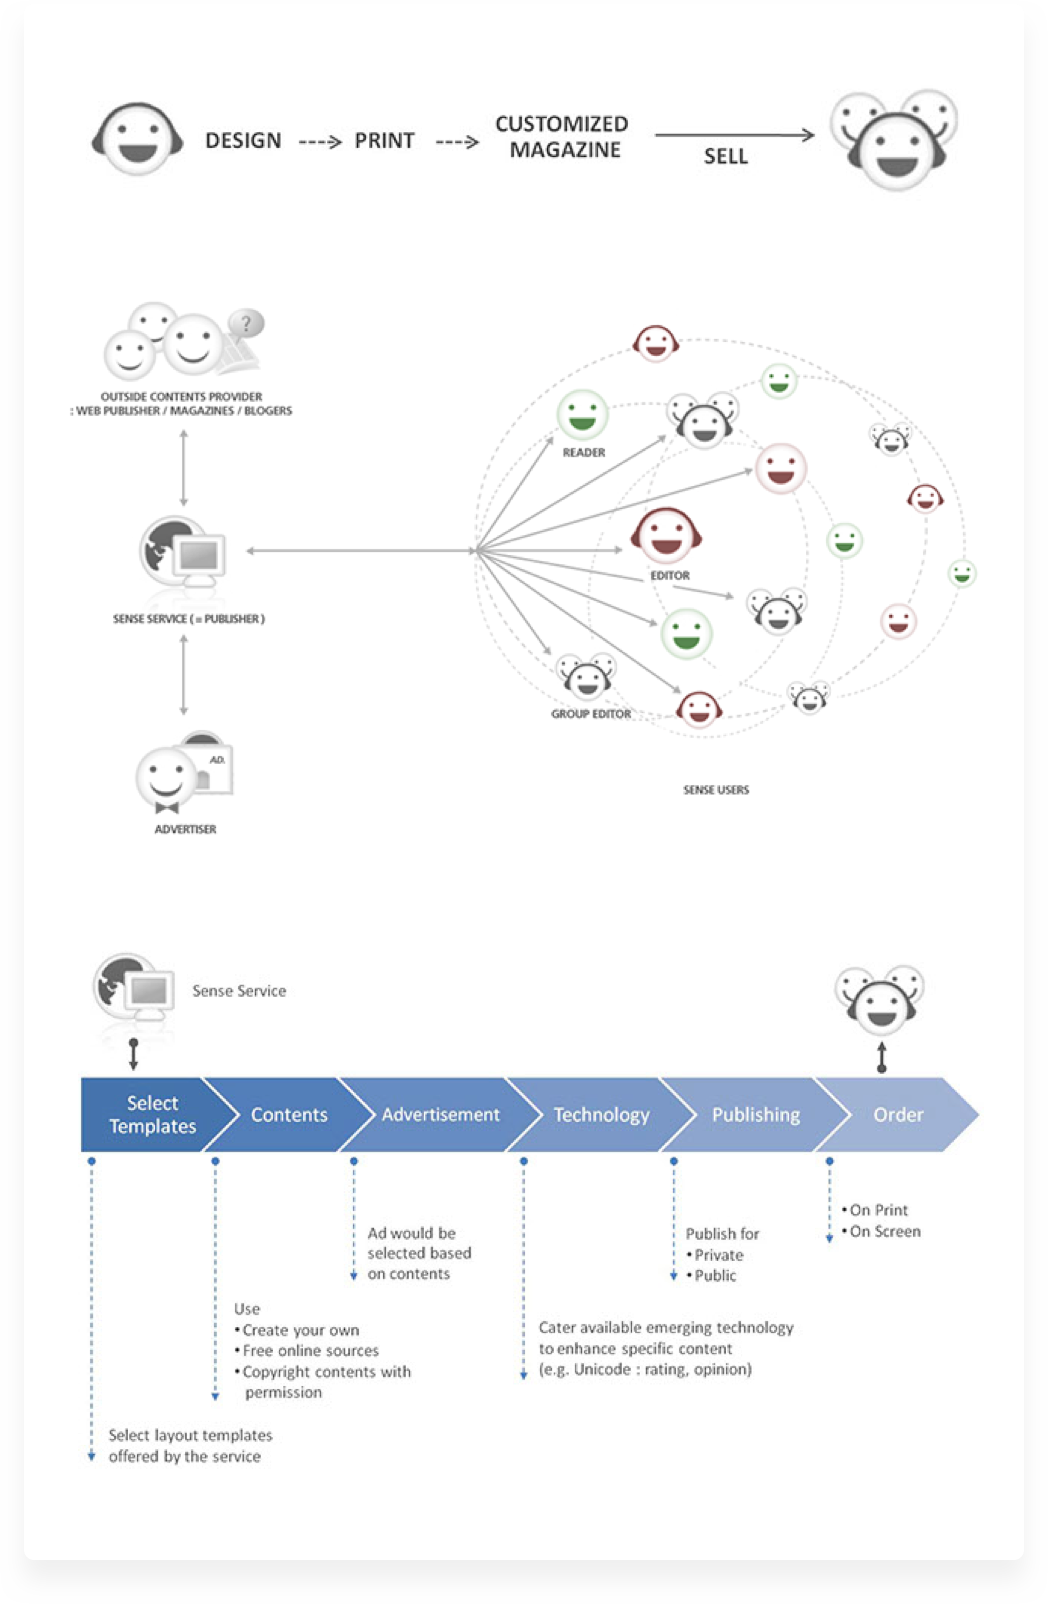 DESIGN
PRINT
CUSTOMIZED
MAGAZINE
SELL
?
OUTSIDE CONTENTS PROVIDER
: WEB PUBLISHER / MAGAZINES / BLOGERS
READER
EDITOR
SENSE SERVICE ( = PUBLISHER )
GROUP EDITOR
AD.
SENSE USERS
ADVERTISER
Sense Service
Select
Templates
Contents
Advertisement
Technology
Publishing
Order
• On Print
• On Screen
Ad would be
selected based
on contents
Publish for
• Private
• Public
Use
• Create your own
• Free online sources
• Copyright contents with
permission
Cater available emerging technology
to enhance specific content
(e.g. Unicode : rating, opinion)
Select layout templates
offered by the service